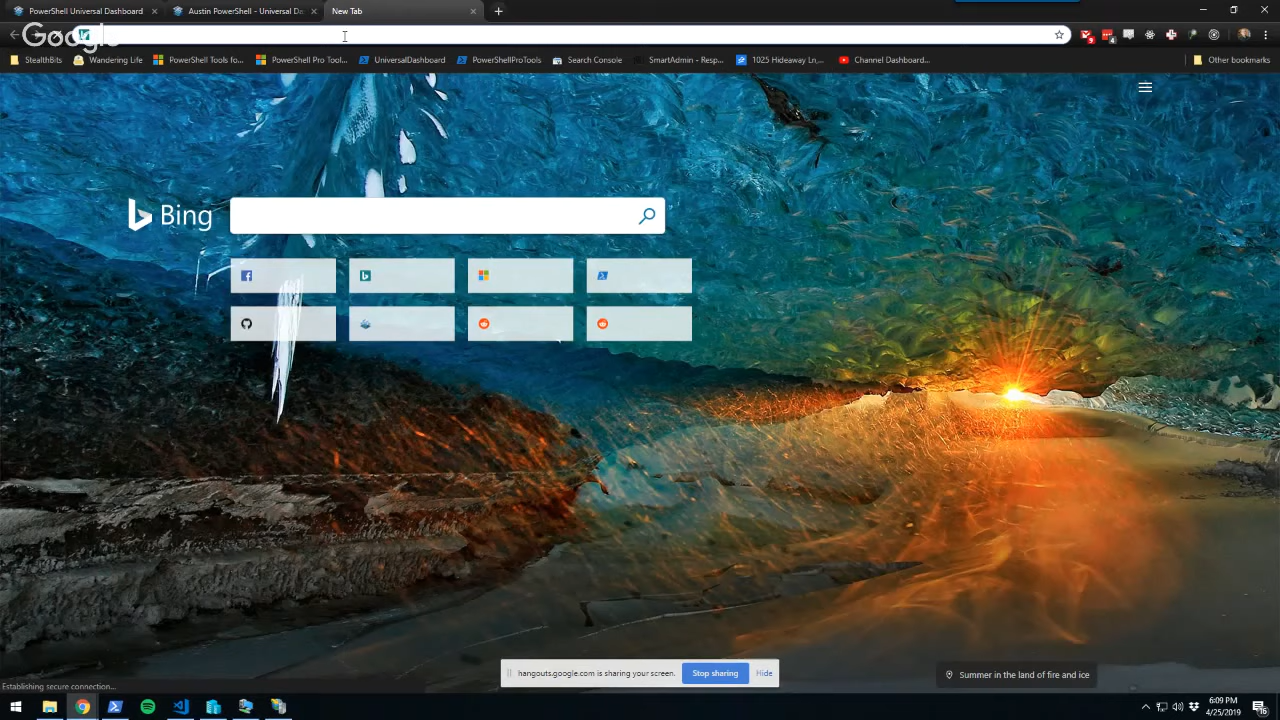 PowerShell Universal Dashboard
Austin PowerShell - Universal Da
New Tab
Google
StealthBits
Wandering Life
PowerShell Tools fo...
PowerShell Pro Tool...
UniversalDashboard
PowerShellProTools
Search Console
SmartAdmin - Resp...
1025 Hideaway Ln,...
Channel Dashboard...
Other bookmarks
Bing
hangouts.google.com is sharing your screen.
Stop sharing
Hide
Summer in the land of fire and ice
Establishing secure connection...
6:09 PM
4/25/2019